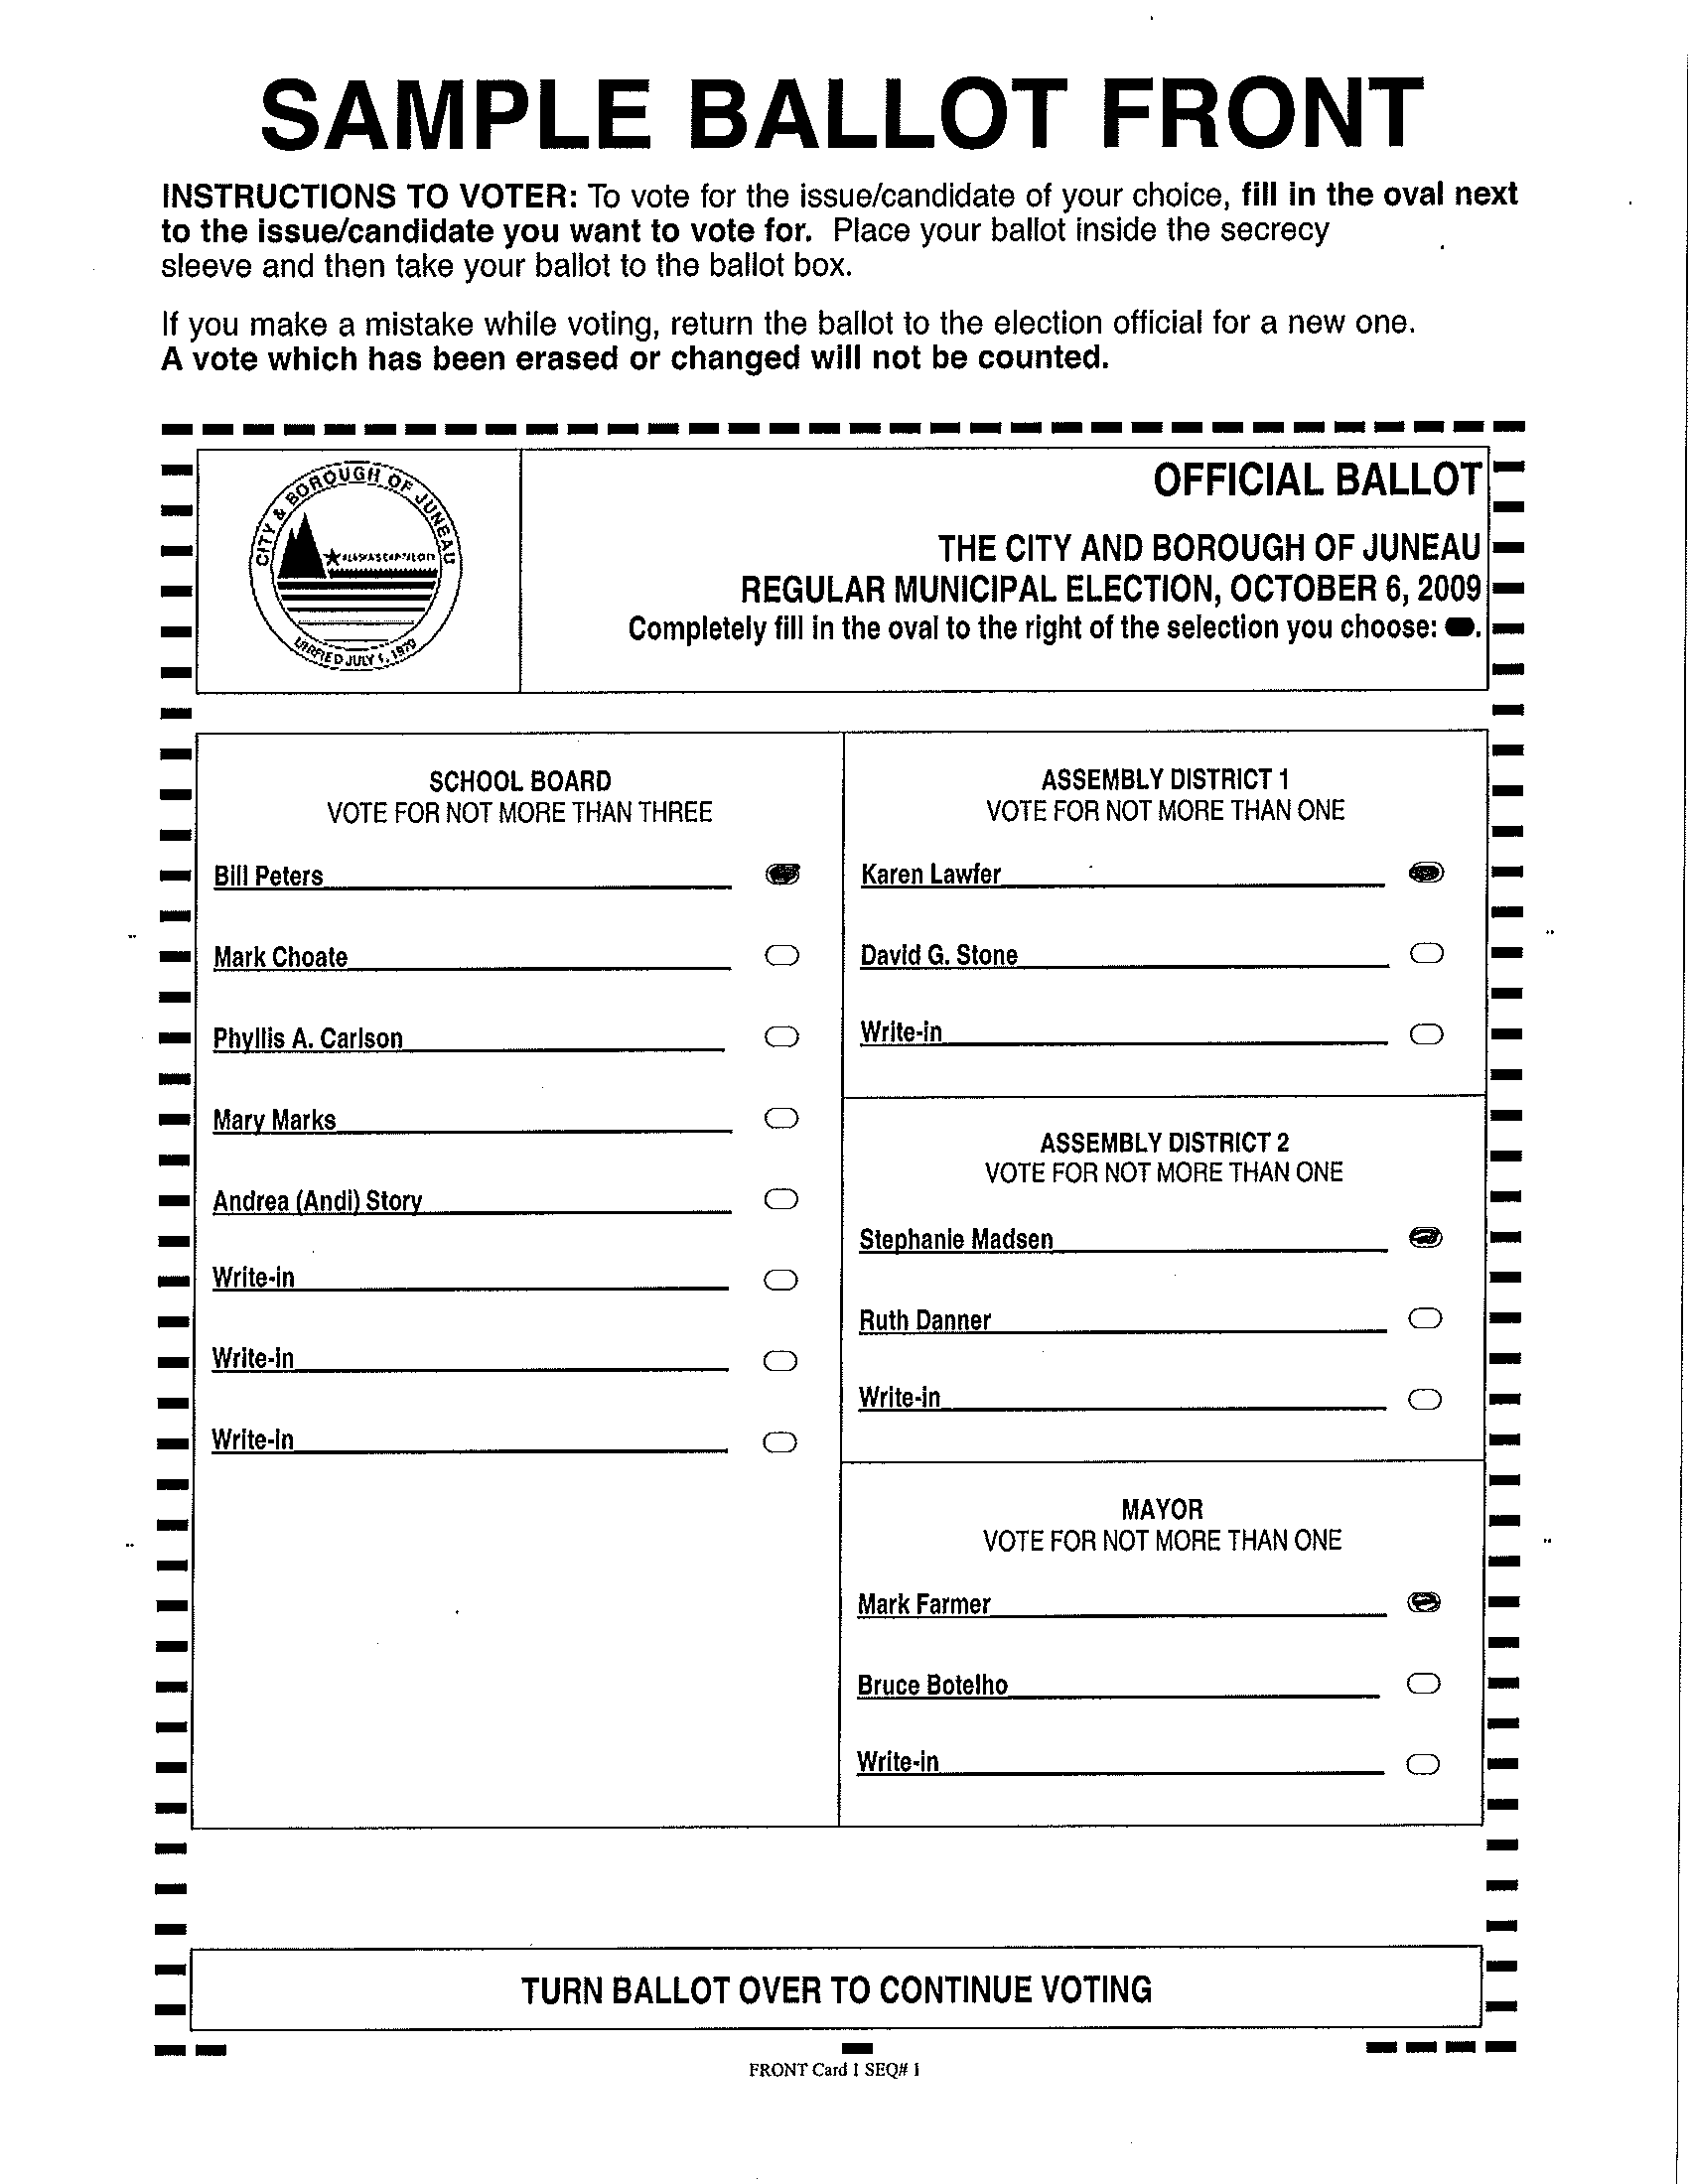 SAMPLE BALLOT FRONT
INSTRUCTIONS TO VOTER: To vote for the issue/candidate of your choice, fill in the oval next
to the issue/candidate you want to vote for. Place your ballot inside the secrecy
sleeve and then take your ballot to the ballot box.
If you make a mistake while voting, return the ballot to the election official for a new one.
A vote which has been erased or changed will not be counted.
CITY & BOROUGH OF JUNEAU
JULY 1, 1970
OFFICIAL BALLOT
THE CITY AND BOROUGH OF JUNEAU
REGULAR MUNICIPAL ELECTION, OCTOBER 6, 2009
Completely fill in the oval to the right of the selection you choose: .
SCHOOL BOARD
VOTE FOR NOT MORE THAN THREE
Bill Peters
Mark Choate
Phyllis A. Carlson
Mary Marks
Andrea (Andi) Story
Write-in
Write-in
Write-in
ASSEMBLY DISTRICT 1
VOTE FOR NOT MORE THAN ONE
Karen Lawfer
David G. Stone
Write-in
ASSEMBLY DISTRICT 2
VOTE FOR NOT MORE THAN ONE
Stephanie Madsen
Ruth Danner
Write-in
MAYOR
VOTE FOR NOT MORE THAN ONE
Mark Farmer
Bruce Botelho
Write-in
TURN BALLOT OVER TO CONTINUE VOTING
FRONT Card 1 SEQ# 1